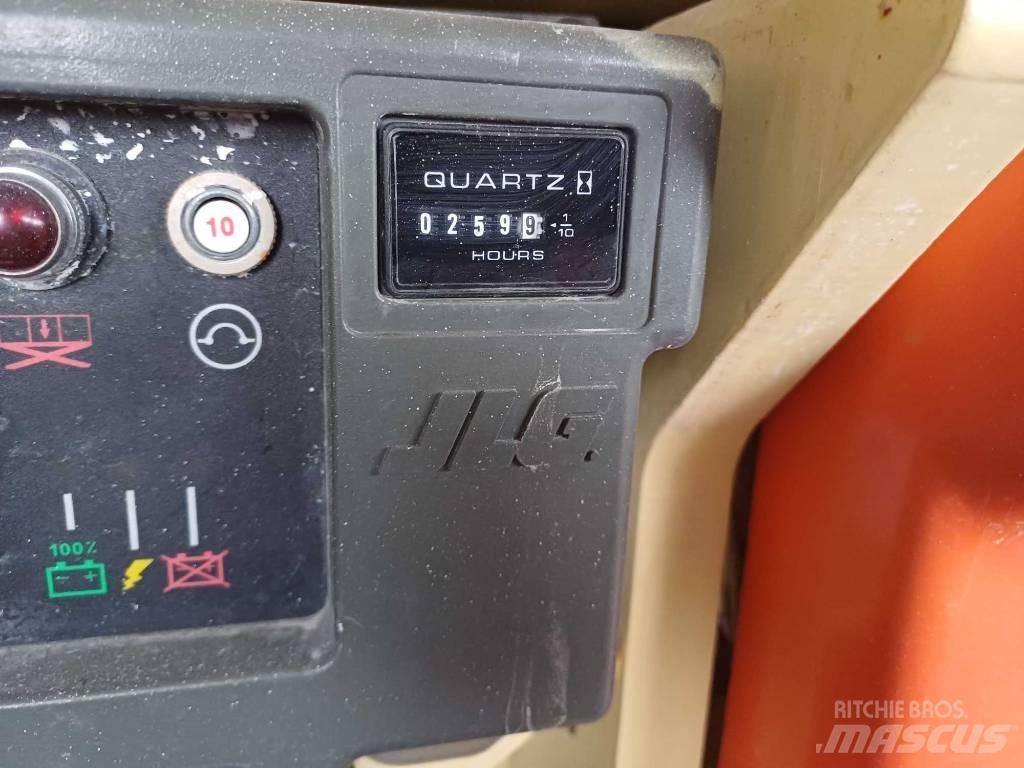 QUARTZ
02599 1/10
HOURS
10
JLG
100%
- +
RITCHIE BROS.
MASCUS